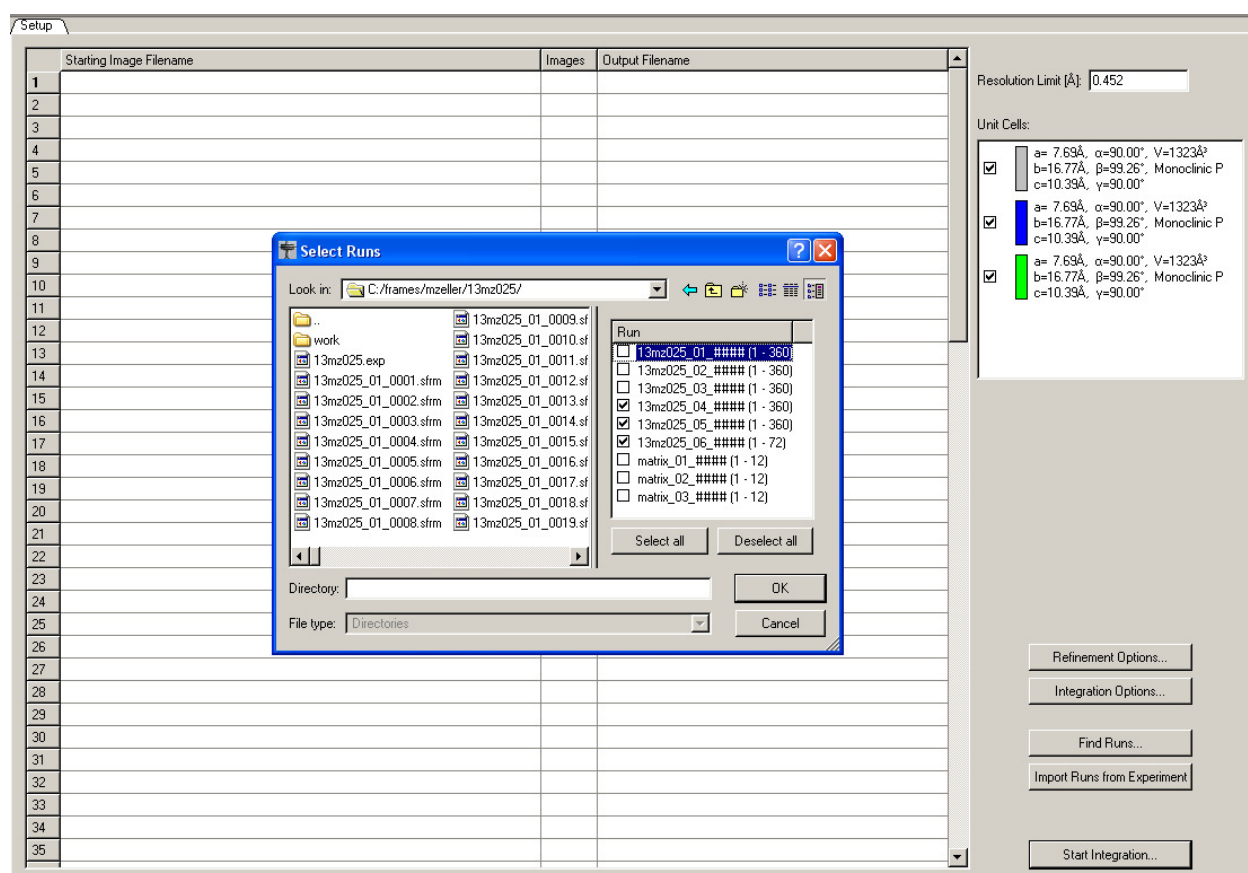 Setup
Starting Image Filename Images Output Filename
1
2
3
4
5
6
7
8
9
10
11
12
13
14
15
16
17
18
19
20
21
22
23
24
25
26
27
28
29
30
31
32
33
34
35
Resolution Limit [Å]: 0.452
Unit Cells:
a= 7.69Å, α=90.00°, V=1323Å³
b=16.77Å, β=99.26°, Monoclinic P
c=10.39Å, γ=90.00°
a= 7.69Å, α=90.00°, V=1323Å³
b=16.77Å, β=99.26°, Monoclinic P
c=10.39Å, γ=90.00°
a= 7.69Å, α=90.00°, V=1323Å³
b=16.77Å, β=99.26°, Monoclinic P
c=10.39Å, γ=90.00°
Select Runs
Look in: C:/frames/mzeller/13mz025/
..
work
13mz025.exp
13mz025_01_0001.sfrm
13mz025_01_0002.sfrm
13mz025_01_0003.sfrm
13mz025_01_0004.sfrm
13mz025_01_0005.sfrm
13mz025_01_0006.sfrm
13mz025_01_0007.sfrm
13mz025_01_0008.sfrm
13mz025_01_0009.sf
13mz025_01_0010.sf
13mz025_01_0011.sf
13mz025_01_0012.sf
13mz025_01_0013.sf
13mz025_01_0014.sf
13mz025_01_0015.sf
13mz025_01_0016.sf
13mz025_01_0017.sf
13mz025_01_0018.sf
13mz025_01_0019.sf
Run
13mz025_01_#### (1 - 360)
13mz025_02_#### (1 - 360)
13mz025_03_#### (1 - 360)
13mz025_04_#### (1 - 360)
13mz025_05_#### (1 - 360)
13mz025_06_#### (1 - 72)
matrix_01_#### (1 - 12)
matrix_02_#### (1 - 12)
matrix_03_#### (1 - 12)
Select all Deselect all
Directory:
OK
File type: Directories
Cancel
Refinement Options...
Integration Options...
Find Runs...
Import Runs from Experiment
Start Integration...